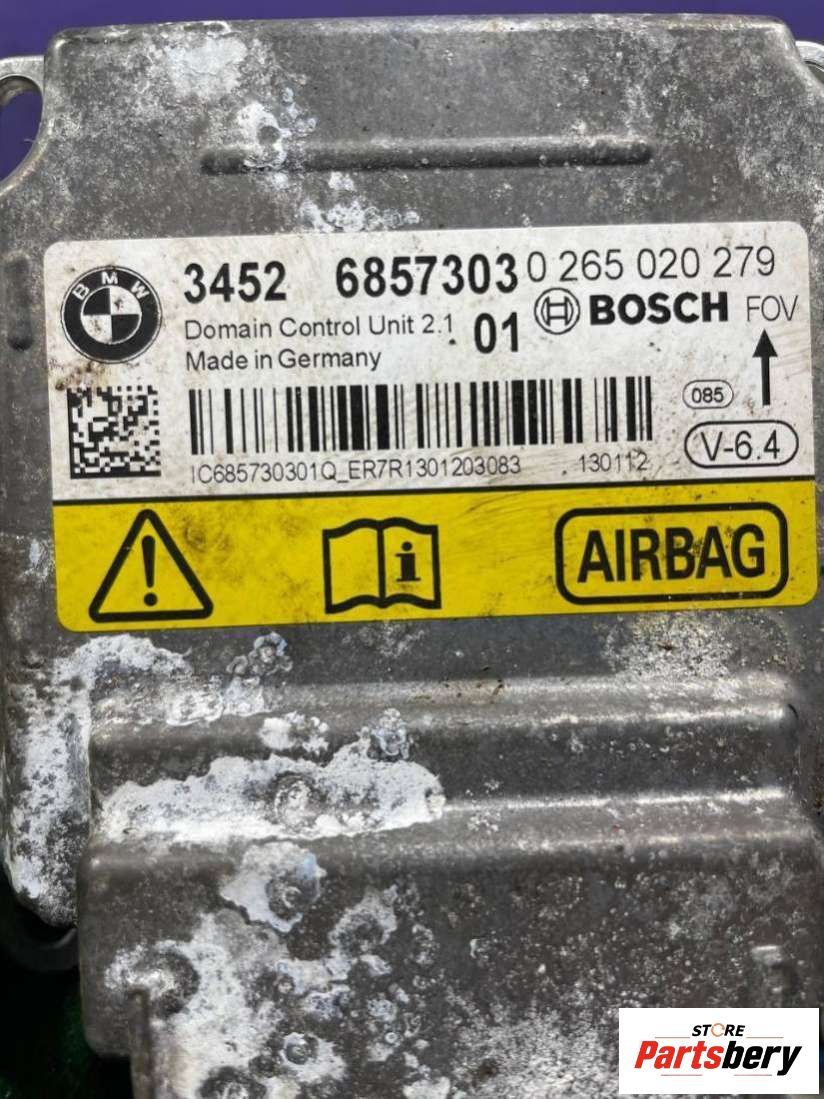 BMW
3452 6857303 0 265 020 279
Domain Control Unit 2.1 01 BOSCH FOV
Made in Germany
085
V-6.4
IC685730301Q_ER7R1301203083 130112
AIRBAG
STORE
Partsbery